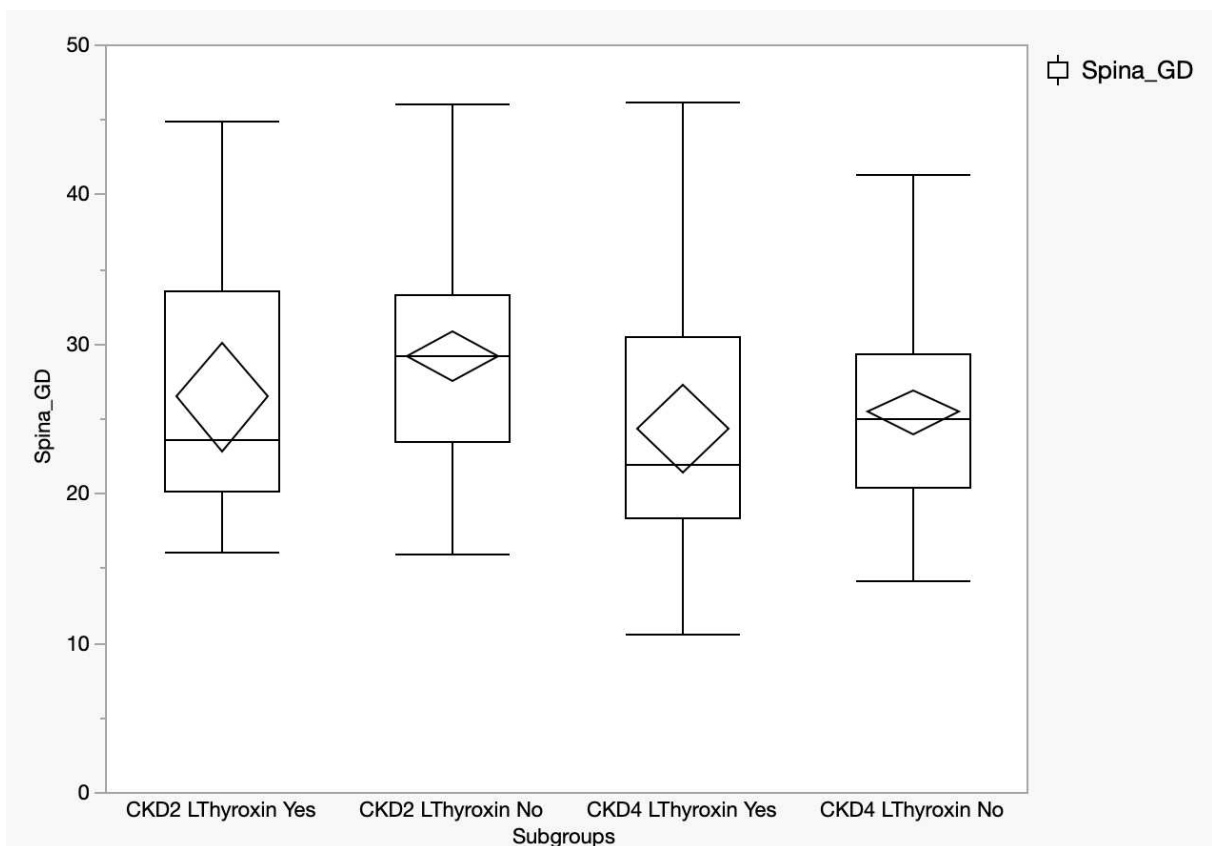 50
Spina_GD
40
30
Spina_GD
20
10
0
CKD2 LThyroxin Yes CKD2 LThyroxin No CKD4 LThyroxin Yes CKD4 LThyroxin No
Subgroups